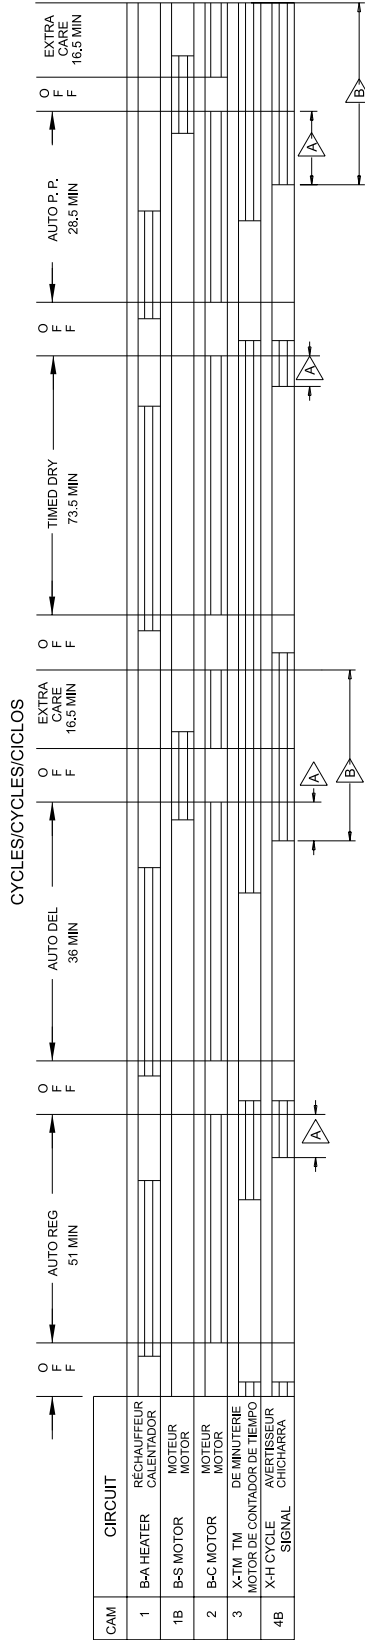 CYCLES/CYCLES/CICLOS
OFF
AUTO REG
51 MIN
OFF
AUTO DEL
36 MIN
OFF
EXTRA
CARE
16.5 MIN
OFF
TIMED DRY
73.5 MIN
OFF
AUTO P.P.
28.5 MIN
OFF
EXTRA
CARE
16.5 MIN
CAM CIRCUIT
1 B-A HEATER RÉCHAUFFEUR
CALENTADOR
1B B-S MOTOR MOTEUR
MOTOR
2 B-C MOTOR MOTEUR
MOTOR
3 X-TM TM DE MINUTERIE
MOTOR DE CONTADOR DE TIEMPO
4B X-H CYCLE AVERTISSEUR
SIGNAL CHICHARRA
A
A
B
A
A
B